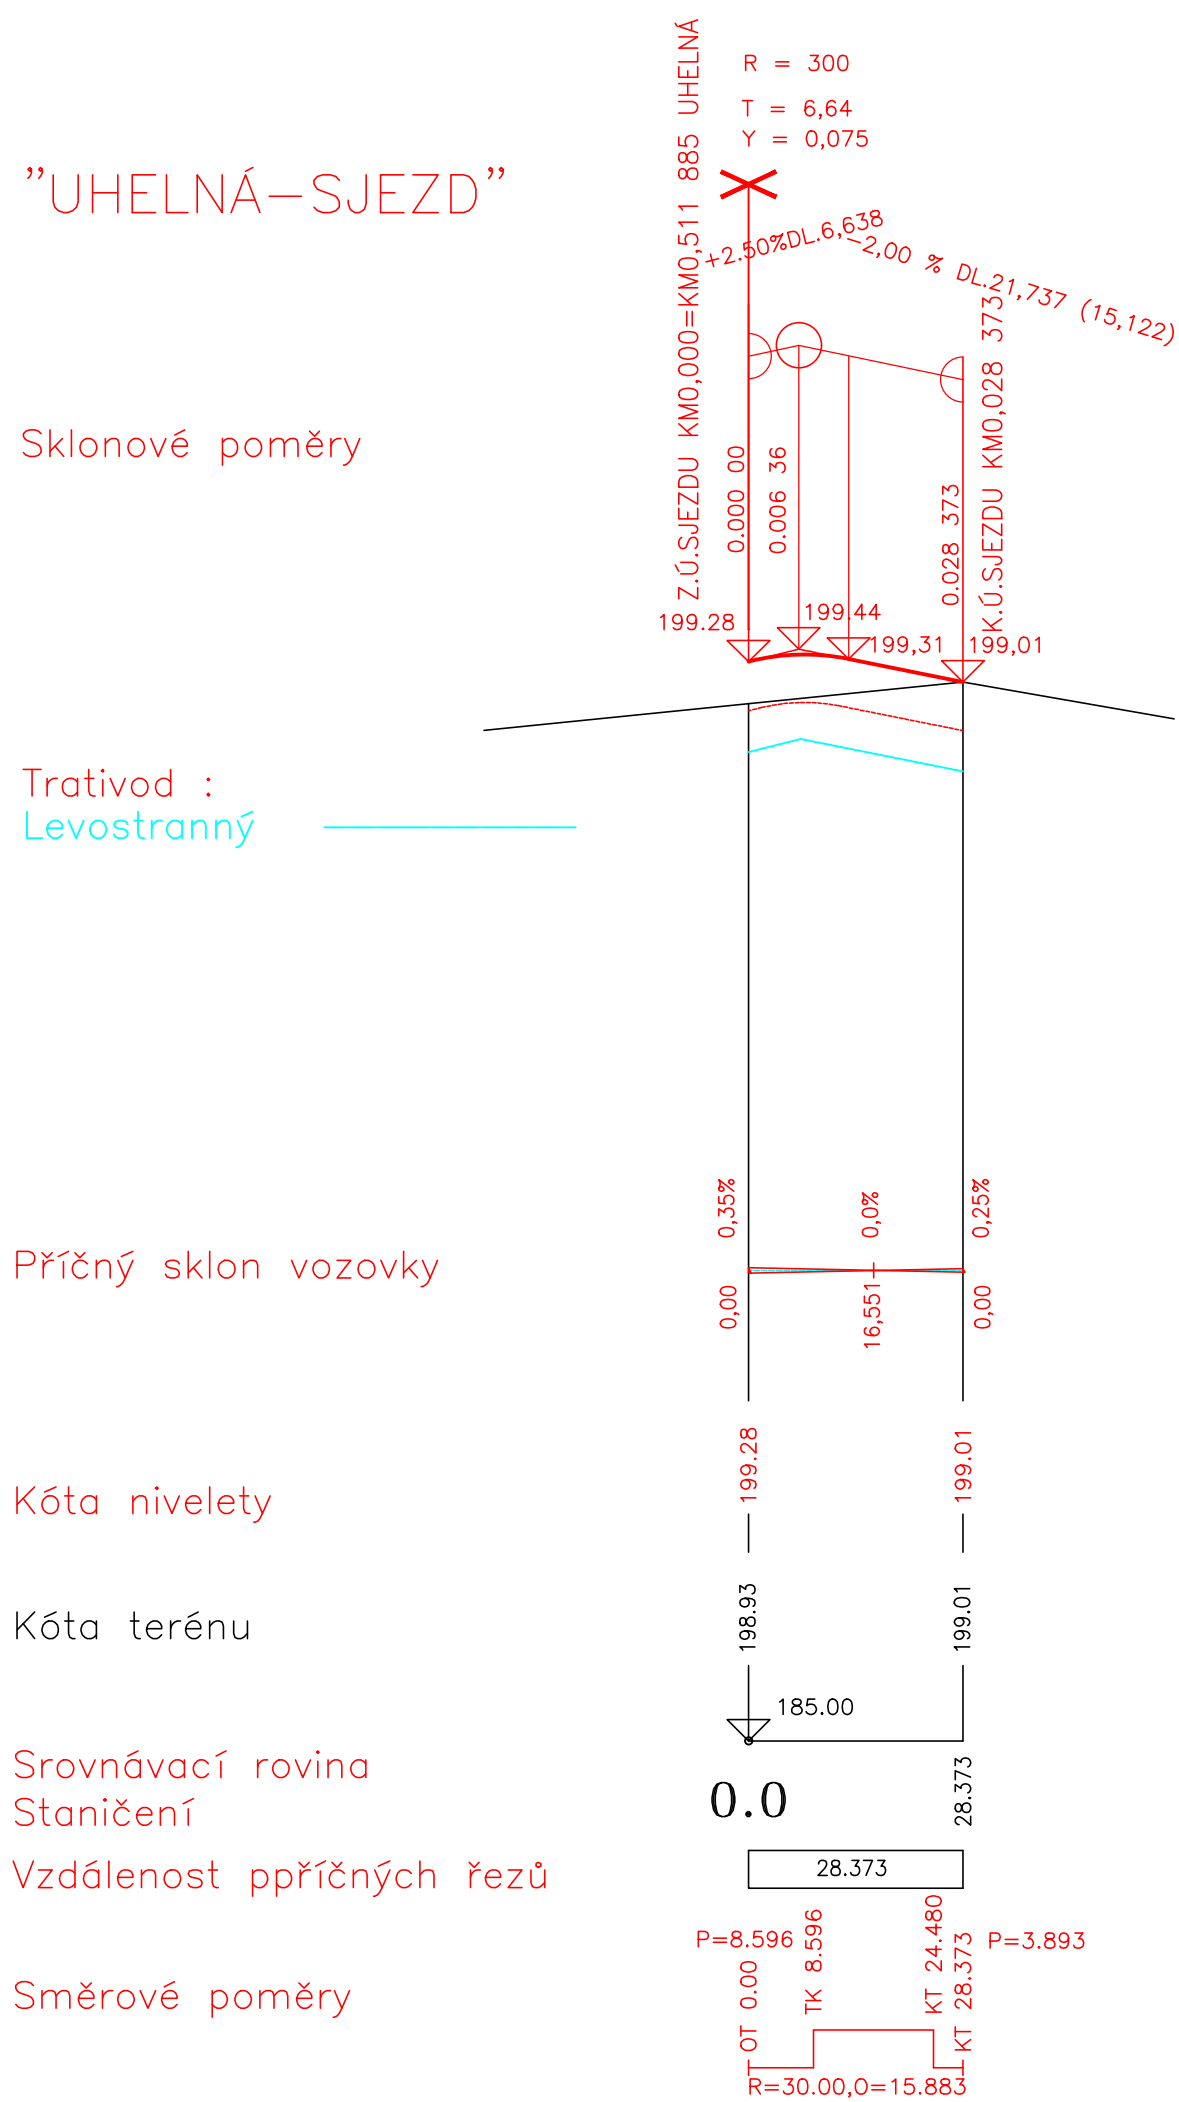 R = 300
T = 6,64
Y = 0,075
"UHELNÁ-SJEZD"
+2.50%DL.6,638
-2,00 % DL.21,737 (15,122)
Z.Ú.SJEZDU KM0,000=KM0,511 885 UHELNÁ
0.000 00
0.006 36
0.028 373
K.Ú.SJEZDU KM0,028 373
Sklonové poměry
199.28
199.44
199,31
199,01
Trativod :
Levostranný
0,35%
0,0%
0,25%
Příčný sklon vozovky
0,00
16,551
0,00
Kóta nivelety
199.28
199.01
Kóta terénu
198.93
199.01
185.00
Srovnávací rovina
Staničení
0.0
28.373
Vzdálenost ppříčných řezů
28.373
Směrové poměry
P=8.596
OT 0.00
TK 8.596
KT 24.480
KT 28.373
P=3.893
R=30.00,O=15.883